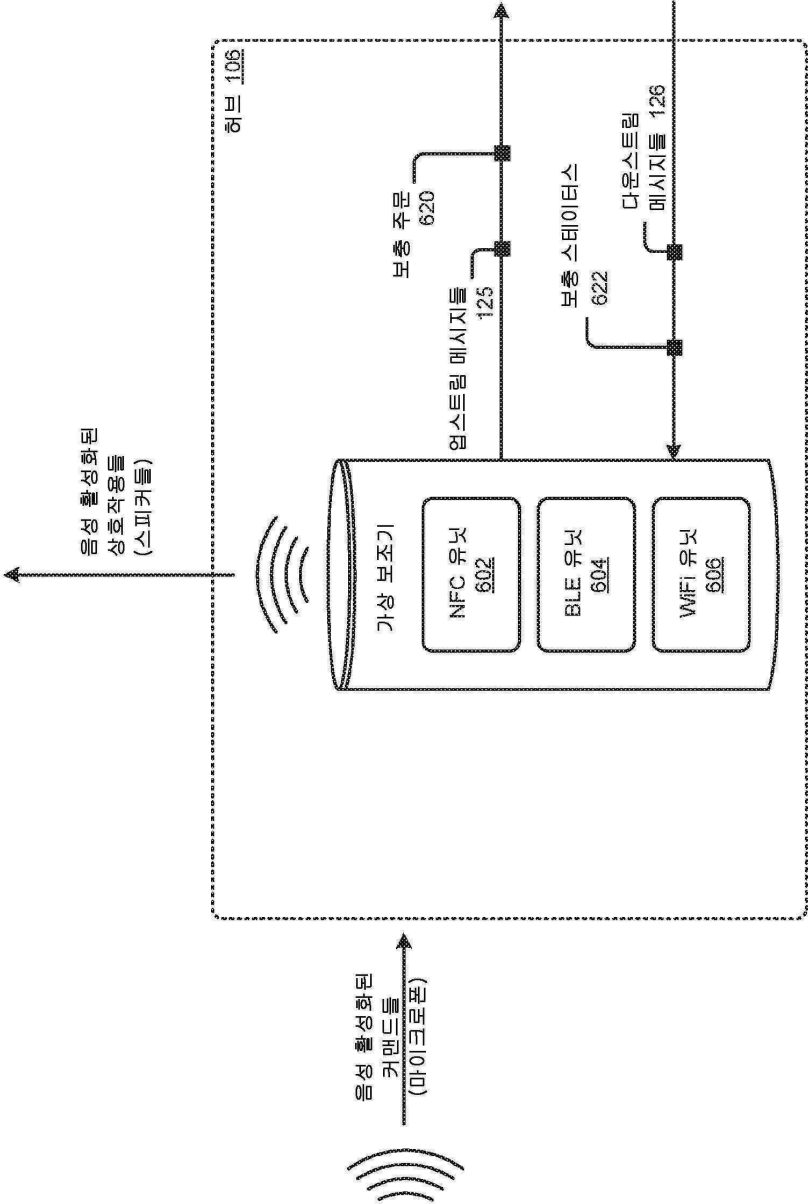 음성 활성화된
커맨드들
(마이크로폰)
음성 활성화된
상호작용들
(스피커들)
허브 106
가상 보조기
NFC 유닛
602
BLE 유닛
604
WiFi 유닛
606
업스트림 메시지들
125
보충 주문
620
보충 스테이터스
622
다운스트림
메시지들 126